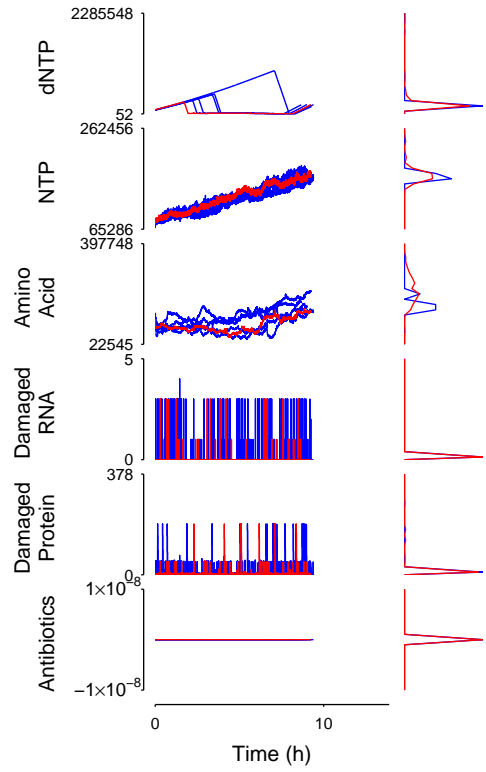 2285548
dNTP
52
262456
NTP
65286
397748
Amino
Acid
22545
5
Damaged
RNA
0
378
Damaged
Protein
0
1×10⁻⁸
Antibiotics
−1×10⁻⁸
0
10
Time (h)